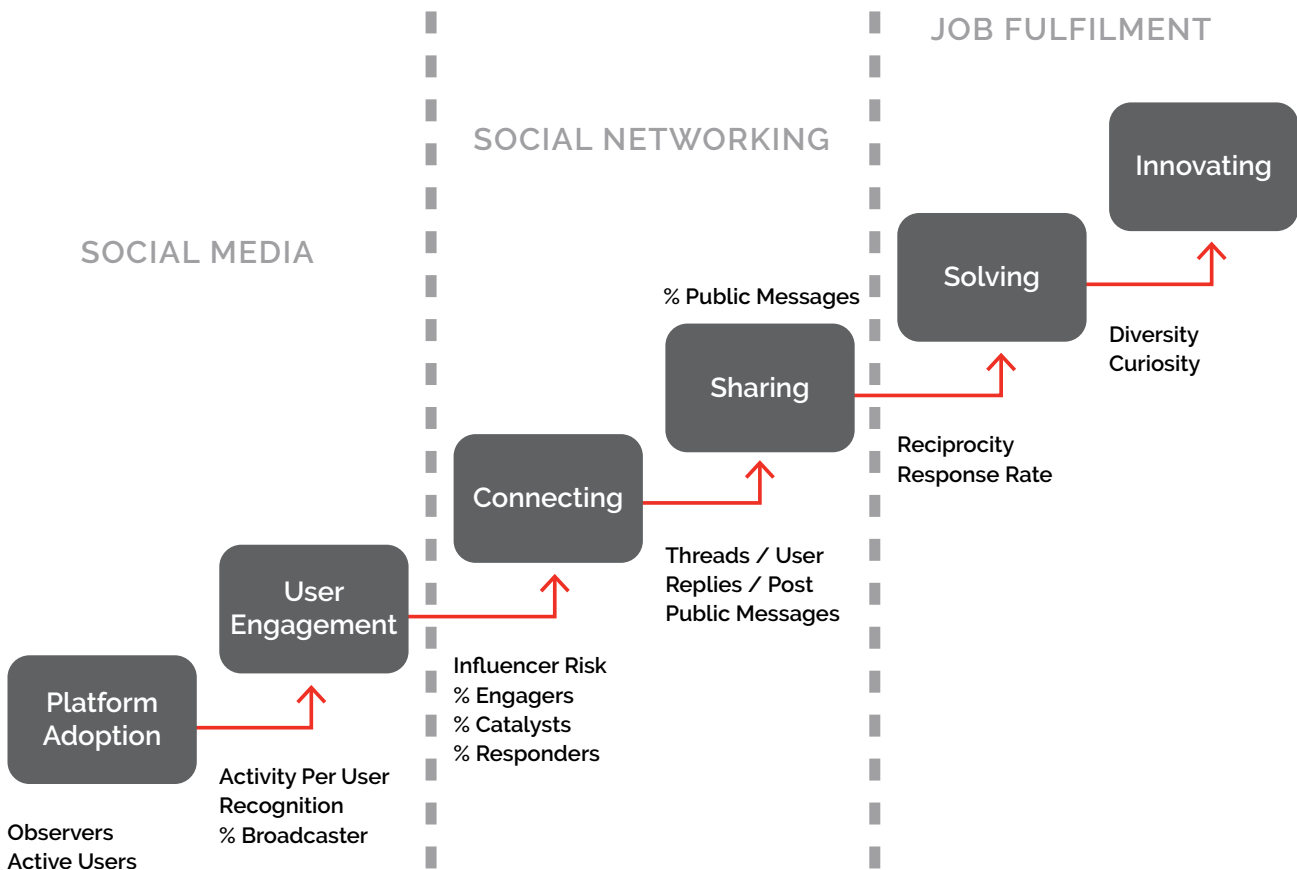 JOB FULFILMENT
SOCIAL NETWORKING
SOCIAL MEDIA
Innovating
Solving
Diversity
Curiosity
% Public Messages
Sharing
Reciprocity
Response Rate
Connecting
Threads / User
Replies / Post
Public Messages
User
Engagement
Influencer Risk
% Engagers
% Catalysts
% Responders
Platform
Adoption
Activity Per User
Recognition
% Broadcaster
Observers
Active Users